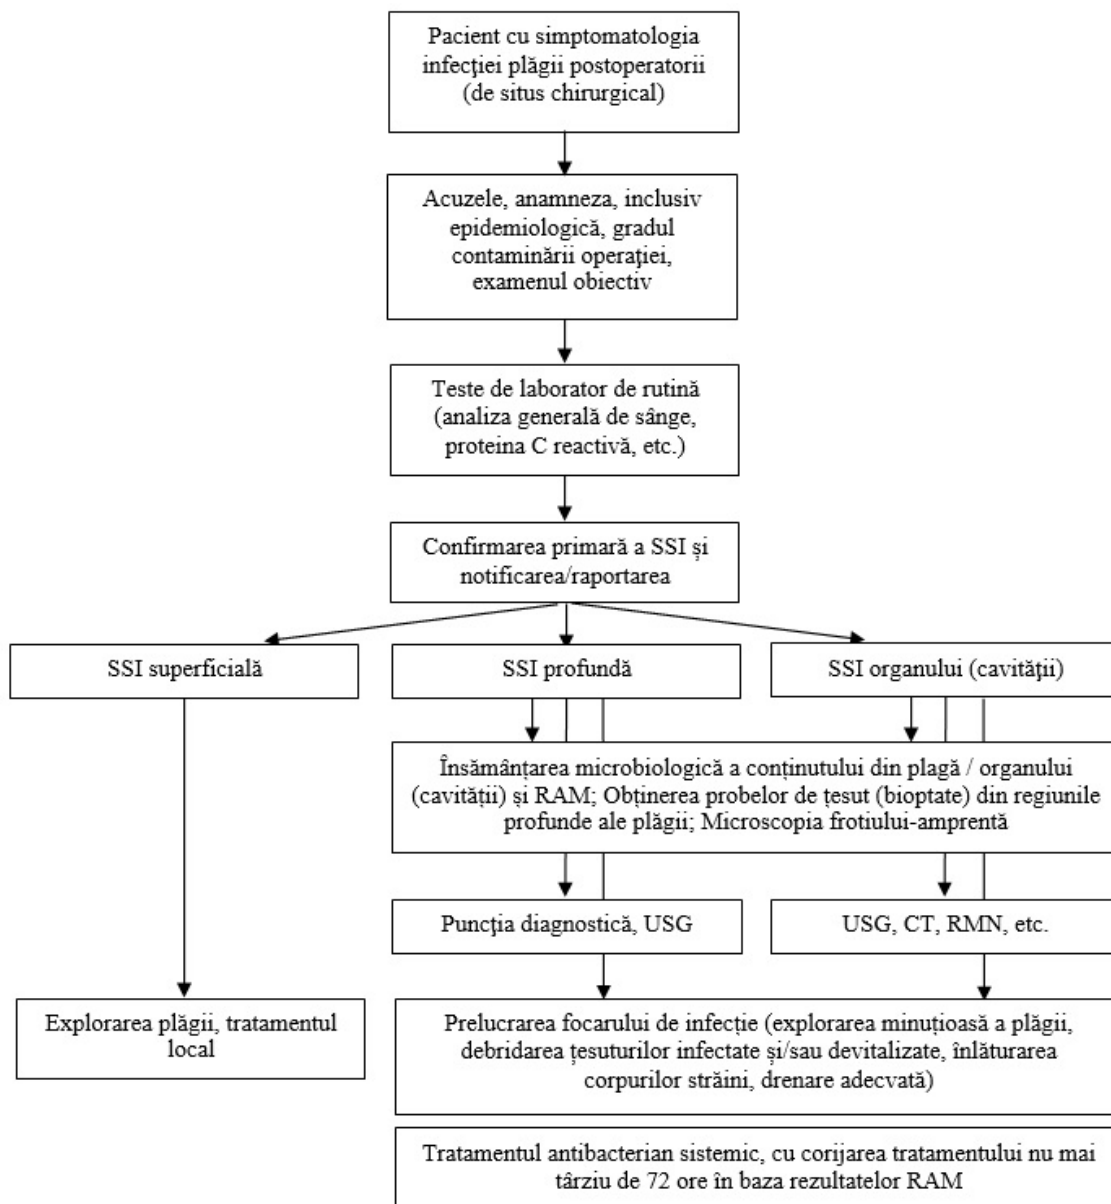 Pacient cu simptomatologia
infecţiei plăgii postoperatorii
(de situs chirurgical)
Acuzele, anamneza, inclusiv
epidemiologică, gradul
contaminării operaţiei,
examenul obiectiv
Teste de laborator de rutină
(analiza generală de sânge,
proteina C reactivă, etc.)
Confirmarea primară a SSI și
notificarea/raportarea
SSI superficială
SSI profundă
SSI organului (cavităţii)
Însămânțarea microbiologică a conținutului din plagă / organului
(cavității) și RAM; Obținerea probelor de țesut (bioptate) din regiunile
profunde ale plăgii; Microscopia frotiului-amprentă
Puncţia diagnostică, USG
USG, CT, RMN, etc.
Explorarea plăgii, tratamentul
local
Prelucrarea focarului de infecție (explorarea minuțioasă a plăgii,
debridarea țesuturilor infectate și/sau devitalizate, înlăturarea
corpurilor străini, drenare adecvată)
Tratamentul antibacterian sistemic, cu corijarea tratamentului nu mai
târziu de 72 ore în baza rezultatelor RAM